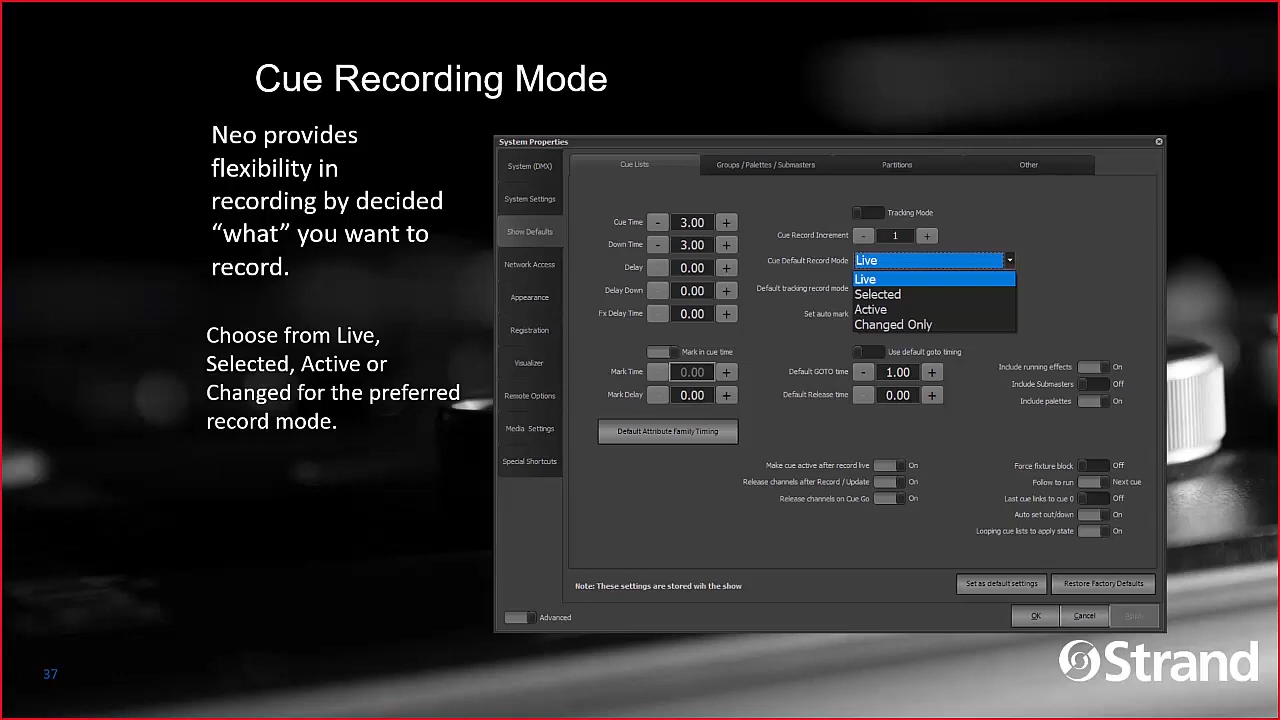 Cue Recording Mode
Neo provides
flexibility in
recording by decided
“what” you want to
record.
Choose from Live,
Selected, Active or
Changed for the preferred
record mode.
System Properties
System (DMX)
System Settings
Show Defaults
Network Access
Appearance
Registration
Visualizer
Remote Options
Media Settings
Special Shortcuts
Cue Lists
Groups / Palettes / Submasters
Partitions
Other
Cue Time - 3.00 +
Down Time - 3.00 +
Delay 0.00 +
Delay Down 0.00 +
Fx Delay Time 0.00 +
Mark in cue time
Mark Time 0.00 +
Mark Delay 0.00 +
Default Attribute Family Timing
Tracking Mode
Cue Record Increment - 1 +
Cue Default Record Mode Live
Live
Selected
Active
Changed Only
Default tracking record mode
Set auto mark
Use default goto timing
Default GOTO time - 1.00 +
Default Release time 0.00 +
Include running effects On
Include Submasters Off
Include palettes On
Make cue active after record live On
Release channels after Record / Update On
Release channels on Cue Go On
Force fixture block Off
Follow to run Next cue
Last cue links to cue 0 Off
Auto set out/down On
Looping cue lists to apply state On
Note: These settings are stored wih the show
Set as default settings
Restore Factory Defaults
Advanced
OK
Cancel
Apply
Strand
37